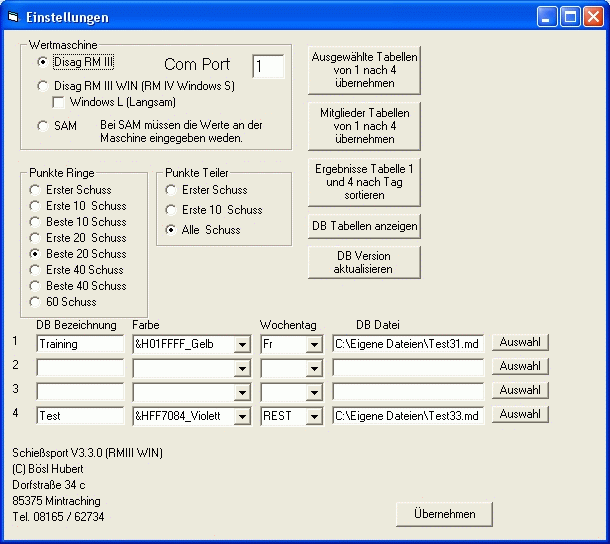 Einstellungen
Wertmaschine
Disag RM III
Com Port 1
Disag RM III WIN (RM IV Windows S)
Windows L (Langsam)
SAM
Bei SAM müssen die Werte an der
Maschine eingegeben weden.
Ausgewählte Tabellen
von 1 nach 4
übernehmen
Mitglieder Tabellen
von 1 nach 4
übernehmen
Ergebnisse Tabelle 1
und 4 nach Tag
sortieren
DB Tabellen anzeigen
DB Version
aktualisieren
Punkte Ringe
Erster Schuss
Erste 10 Schuss
Beste 10 Schuss
Erste 20 Schuss
Beste 20 Schuss
Erste 40 Schuss
Beste 40 Schuss
60 Schuss
Punkte Teiler
Erster Schuss
Erste 10 Schuss
Alle Schuss
DB Bezeichnung Farbe Wochentag DB Datei
1 Training &H01FFFF_Gelb Fr C:\Eigene Dateien\Test31.md Auswahl
2 Auswahl
3 Auswahl
4 Test &HFF7084_Violett REST C:\Eigene Dateien\Test33.md Auswahl
Schießsport V3.3.0 (RMIII WIN)
(C) Bösl Hubert
Dorfstraße 34 c
85375 Mintraching
Tel. 08165 / 62734
Übernehmen